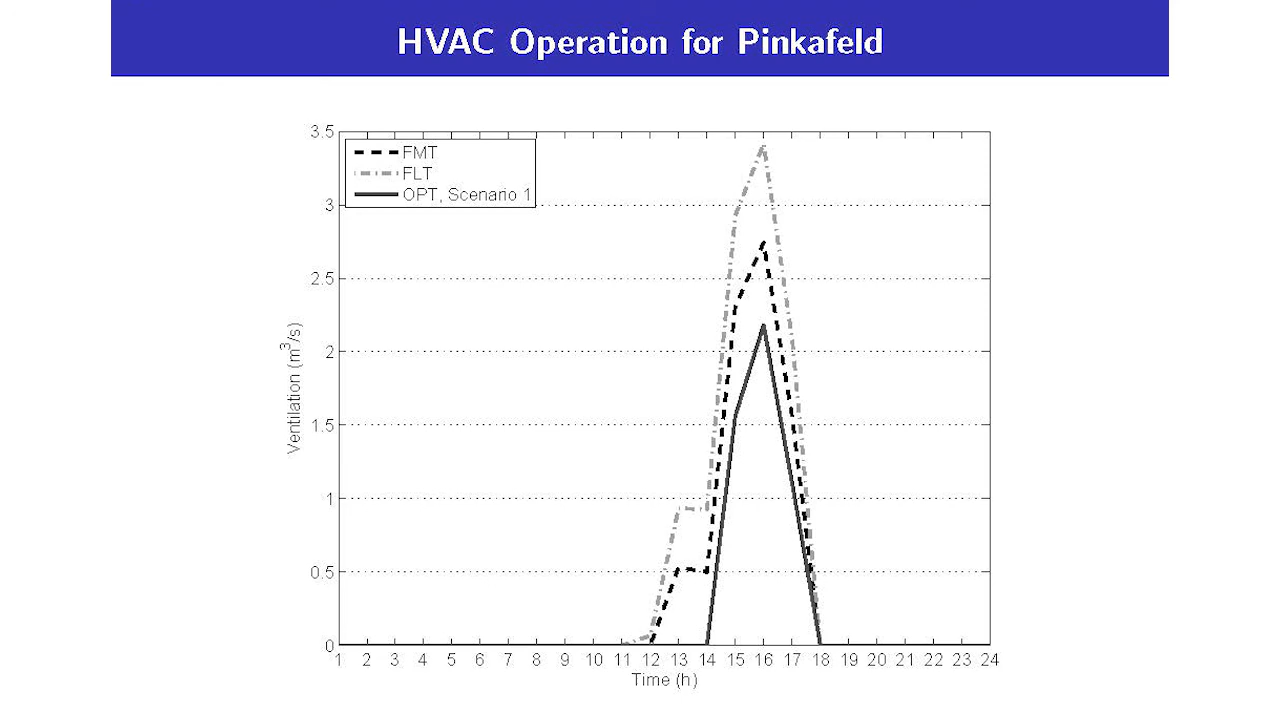 HVAC Operation for Pinkafeld
3.5
3
2.5
2
1.5
1
0.5
0
Ventilation (m³/s)
FMT
FLT
OPT, Scenario 1
1 2 3 4 5 6 7 8 9 10 11 12 13 14 15 16 17 18 19 20 21 22 23 24
Time (h)